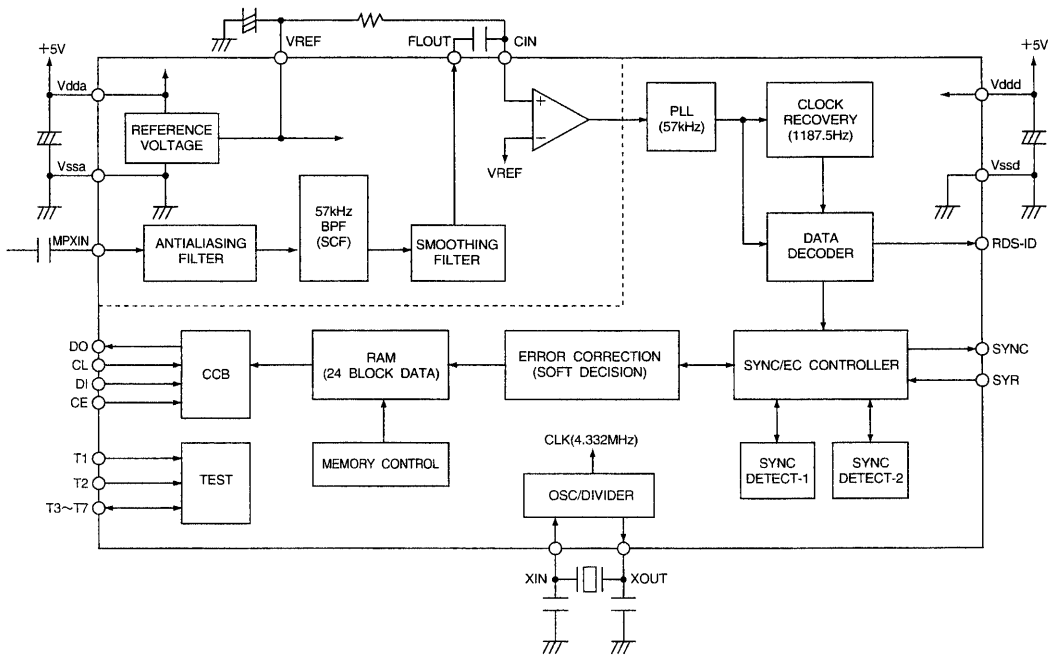 VREF
FLOUT
CIN
+5V
+5V
Vdda
Vddd
REFERENCE
VOLTAGE
+
−
VREF
PLL
(57kHz)
CLOCK
RECOVERY
(1187.5Hz)
Vssa
Vssd
MPXIN
ANTIALIASING
FILTER
57kHz
BPF
(SCF)
SMOOTHING
FILTER
DATA
DECODER
RDS-ID
DO
CL
DI
CE
CCB
RAM
(24 BLOCK DATA)
ERROR CORRECTION
(SOFT DECISION)
SYNC/EC CONTROLLER
SYNC
SYR
T1
T2
T3~T7
TEST
MEMORY CONTROL
CLK(4.332MHz)
OSC/DIVIDER
SYNC
DETECT-1
SYNC
DETECT-2
XIN
XOUT